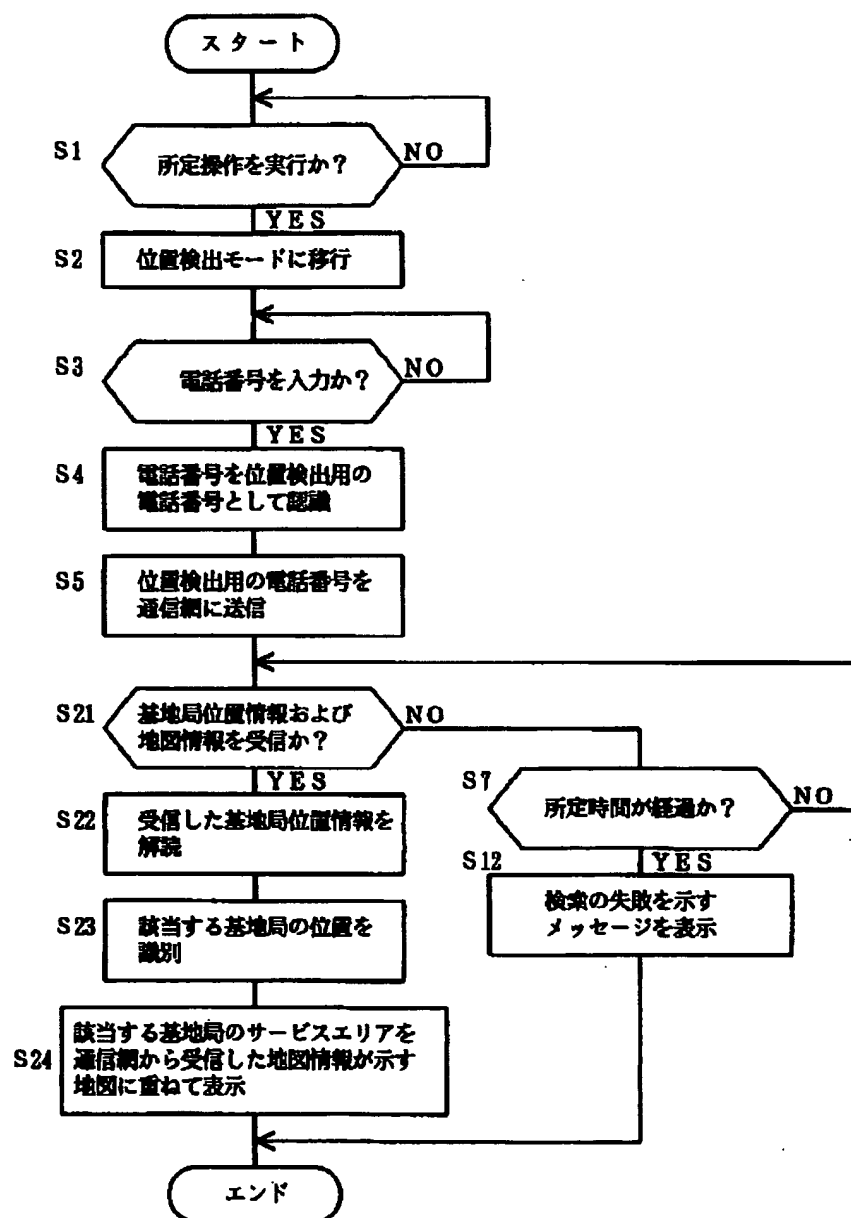 スタート
S1
所定操作を実行か?
NO
YES
S2
位置検出モードに移行
S3
電話番号を入力か?
NO
YES
S4
電話番号を位置検出用の
電話番号として認識
S5
位置検出用の電話番号を
通信網に送信
S21
基地局位置情報および
地図情報を受信か?
NO
YES
S7
所定時間が経過か?
NO
YES
S22
受信した基地局位置情報を
解読
S12
検索の失敗を示す
メッセージを表示
S23
該当する基地局の位置を
識別
S24
該当する基地局のサービスエリアを
通信網から受信した地図情報が示す
地図に重ねて表示
エンド